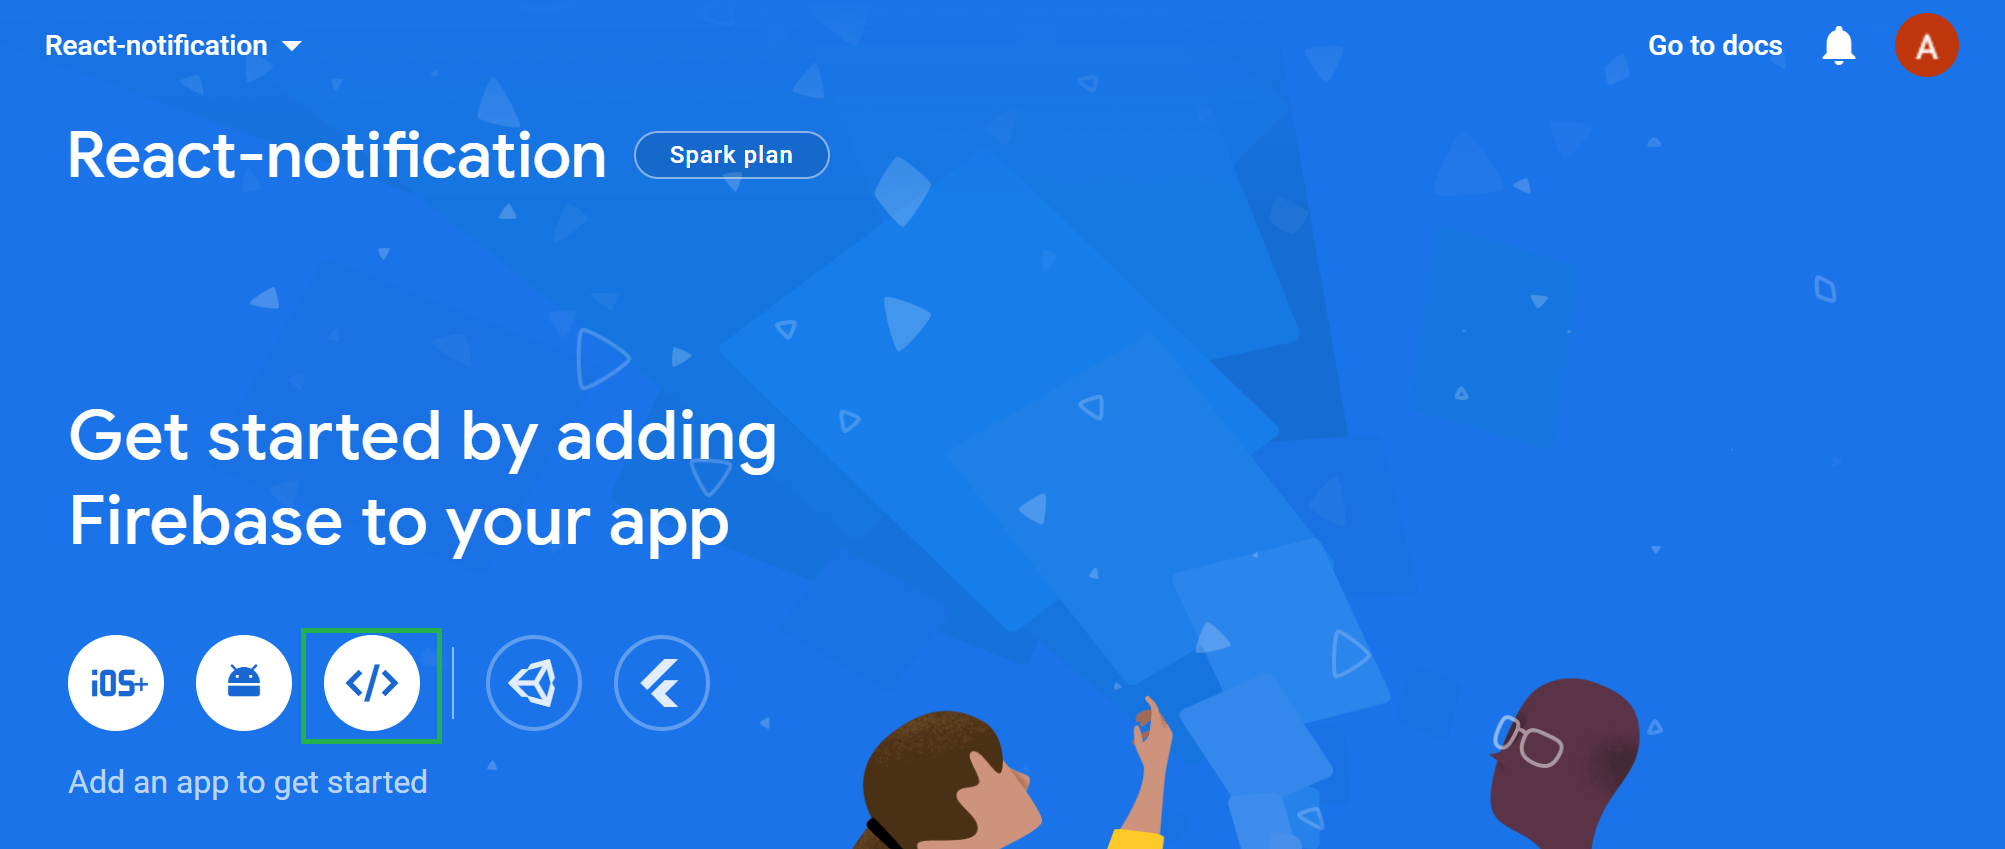 React-notification
Go to docs
A
React-notification
Spark plan
Get started by adding
Firebase to your app
iOS+
</>
Add an app to get started